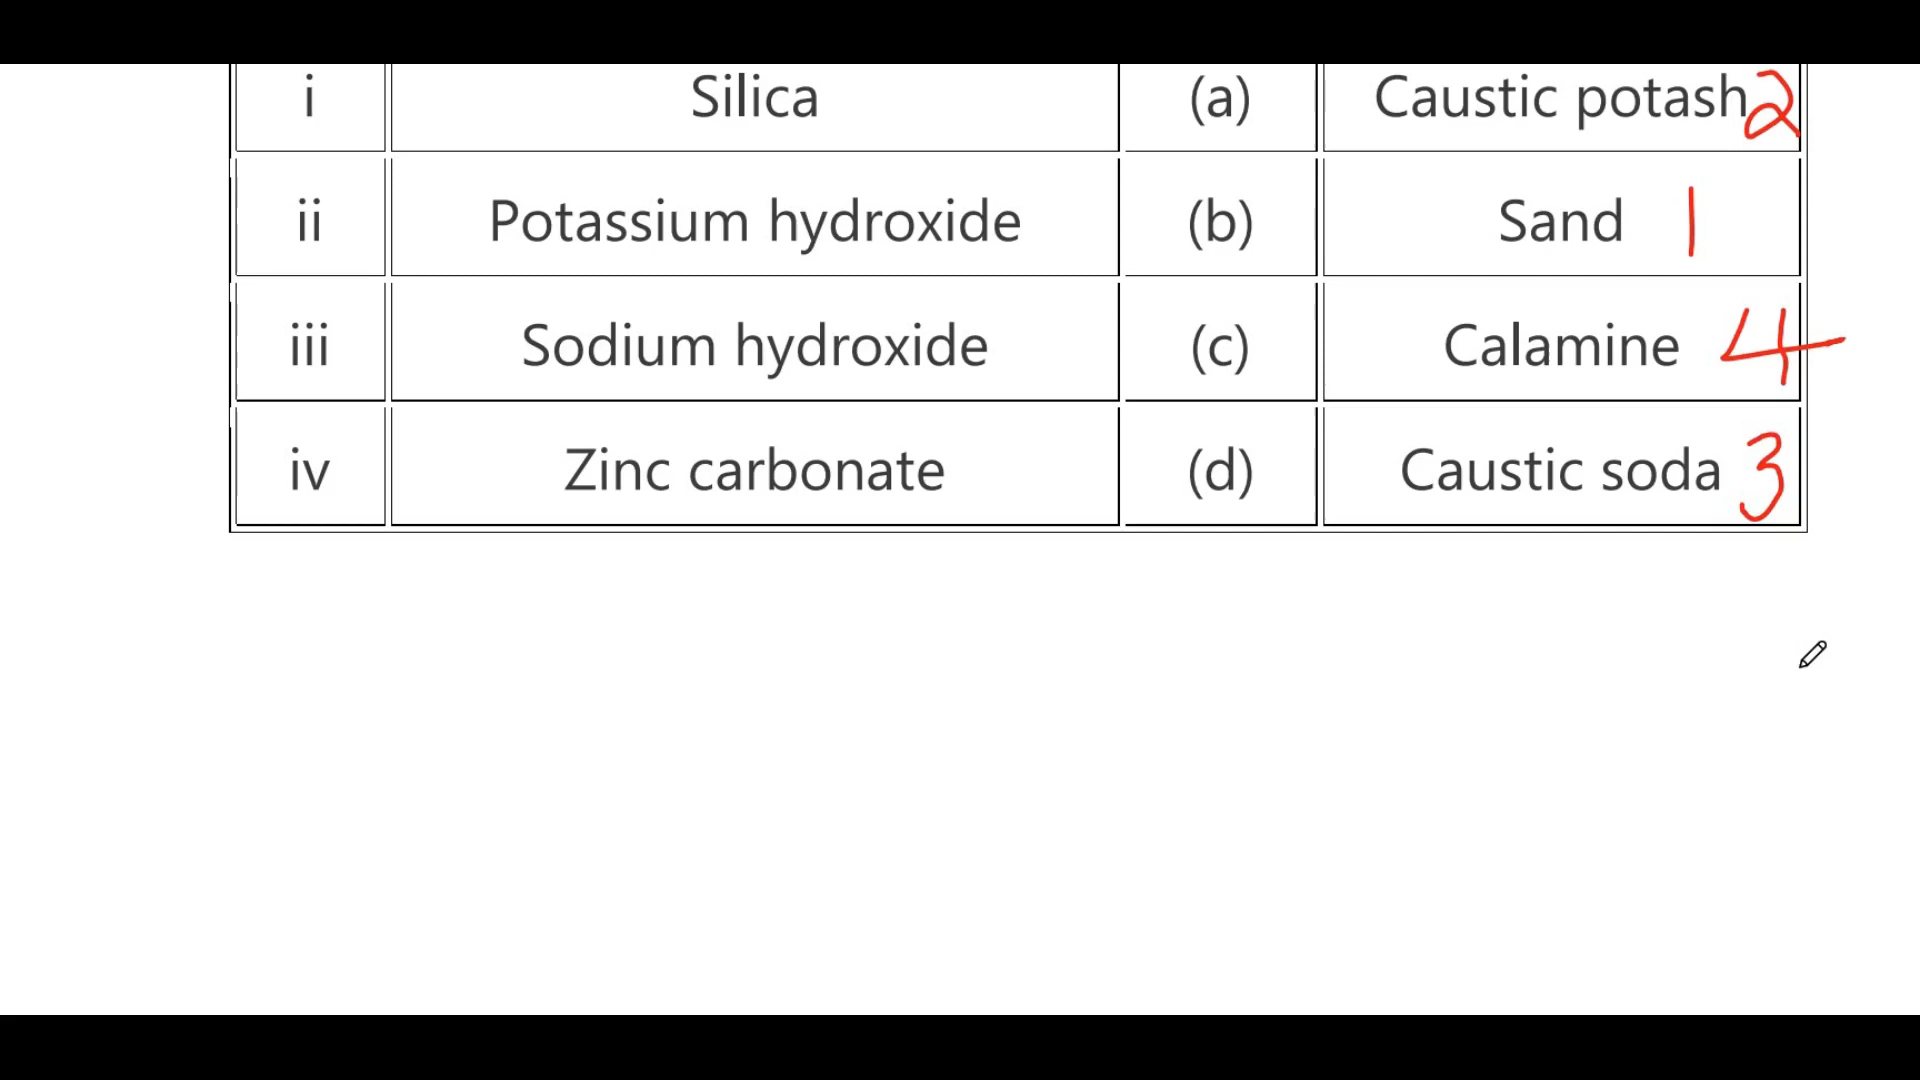 i Silica (a) Caustic potash 2
ii Potassium hydroxide (b) Sand 1
iii Sodium hydroxide (c) Calamine 4
iv Zinc carbonate (d) Caustic soda 3